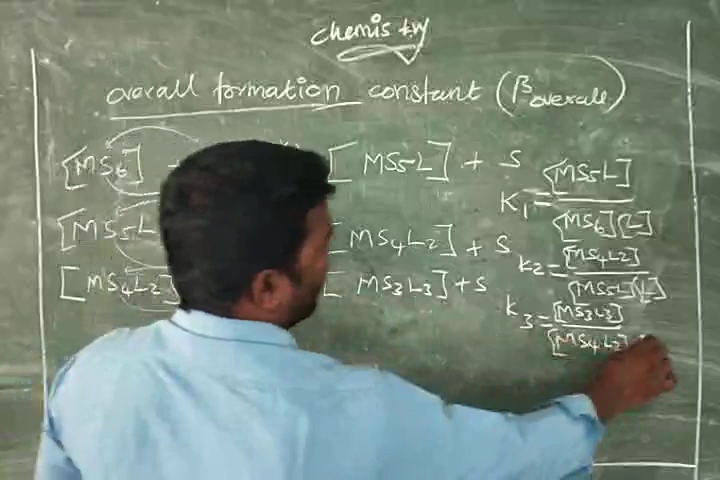 chemistry
overall formation constant (βoverall)
[MS6] + [MS5L] + S
K1 = [MS5L] / [MS6][L]
[MS5L [MS4L2] + S
K2 = [MS4L2] / [MS5L][L]
[MS4L2] [MS3L3] + S
K3 = [MS3L3] / [MS4L2]